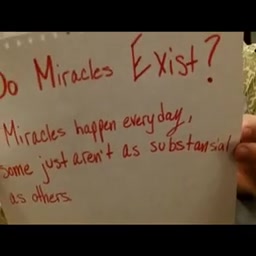 Do Miracles Exist?
Miracles happen everyday,
some just aren't as substansial
as others.